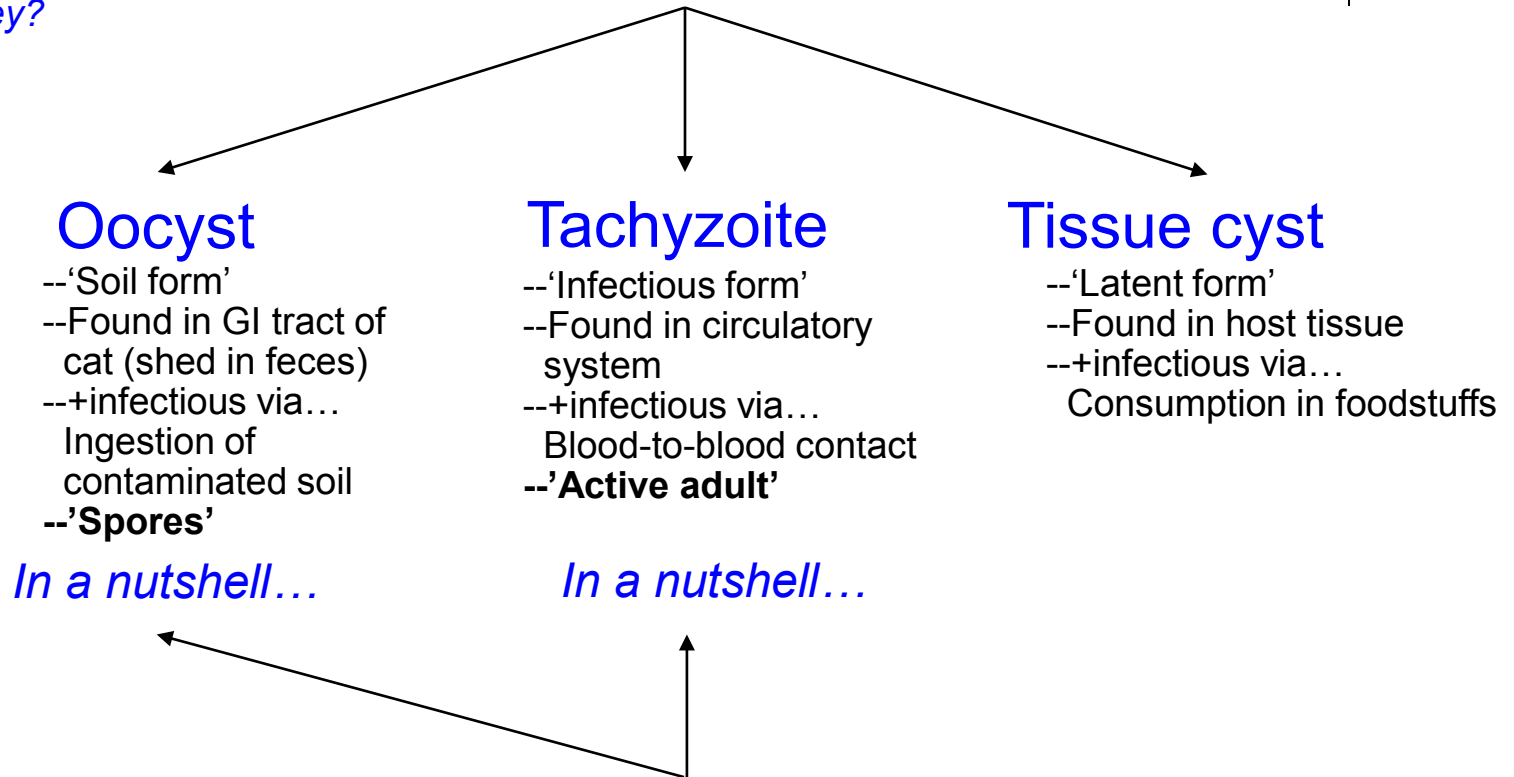 ey?
Oocyst
--‘Soil form’
--Found in GI tract of
cat (shed in feces)
--+infectious via…
Ingestion of
contaminated soil
--’Spores’
In a nutshell…
Tachyzoite
--‘Infectious form’
--Found in circulatory
system
--+infectious via…
Blood-to-blood contact
--’Active adult’
In a nutshell…
Tissue cyst
--‘Latent form’
--Found in host tissue
--+infectious via…
Consumption in foodstuffs